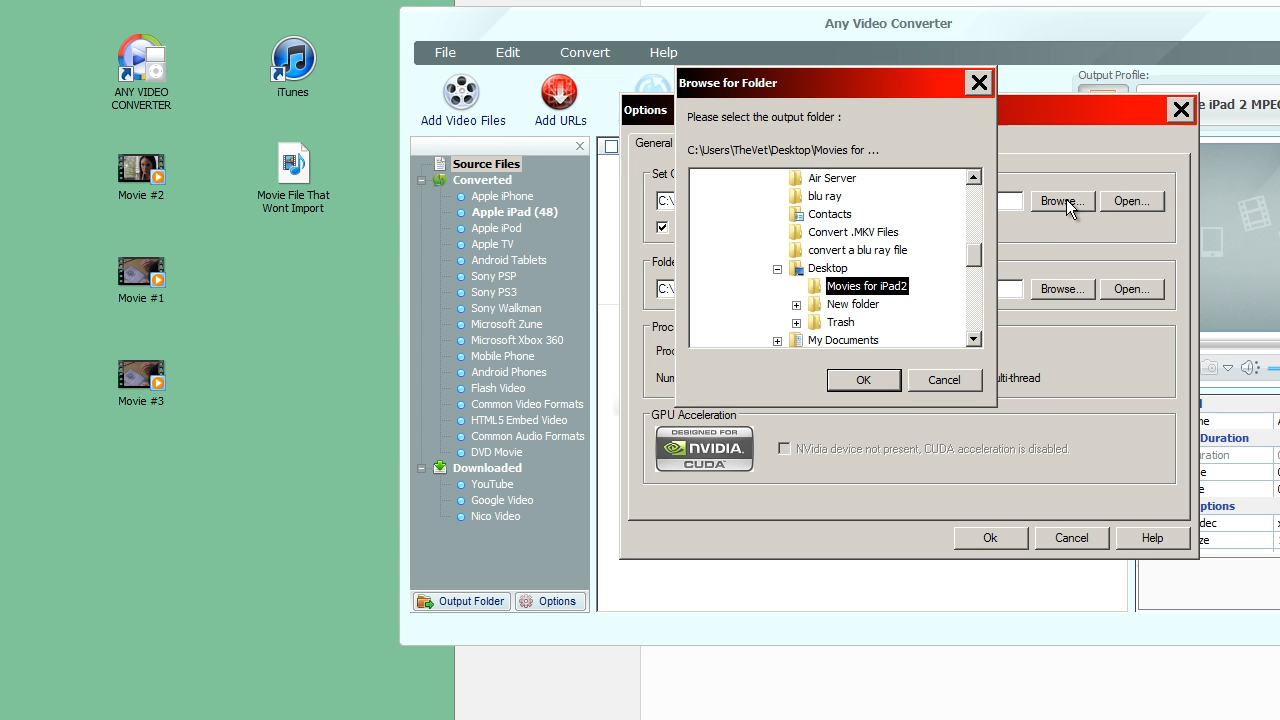 Any Video Converter
File Edit Convert Help
Add Video Files
Add URLs
Output Profile:
iPad 2 MPEG
ANY VIDEO
CONVERTER
iTunes
Movie #2
Movie File That
Wont Import
Movie #1
Movie #3
Source Files
Converted
Apple iPhone
Apple iPad (48)
Apple iPod
Apple TV
Android Tablets
Sony PSP
Sony PS3
Sony Walkman
Microsoft Zune
Microsoft Xbox 360
Mobile Phone
Android Phones
Flash Video
Common Video Formats
HTML5 Embed Video
Common Audio Formats
DVD Movie
Downloaded
YouTube
Google Video
Nico Video
Output Folder
Options
Options
General
Set
C:\
Browse...
Open...
Folde
C:\
Browse...
Open...
Proc
Proc
Num
ulti-thread
GPU Acceleration
DESIGNED FOR
NVIDIA.
CUDA
NVidia device not present, CUDA acceleration is disabled.
Ok
Cancel
Help
Browse for Folder
Please select the output folder :
C:\Users\TheVet\Desktop\Movies for ...
Air Server
blu ray
Contacts
Convert .MKV Files
convert a blu ray file
Desktop
Movies for iPad2
New folder
Trash
My Documents
OK
Cancel
Duration
uration
ptions
dec
ze